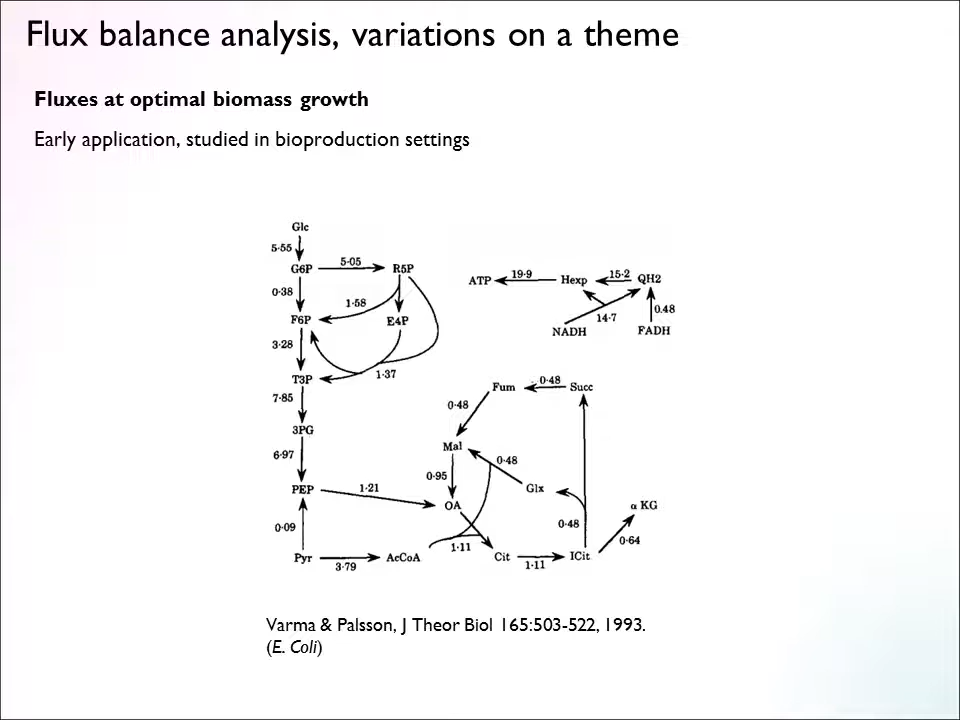 Flux balance analysis, variations on a theme
Fluxes at optimal biomass growth
Early application, studied in bioproduction settings
Glc
5·55
G6P
5·05
R5P
0·38
1·58
F6P
E4P
3·28
T3P
1·37
7·85
3PG
6·97
PEP
1·21
0·09
Pyr
3·79
AcCoA
ATP
19·9
Hexp
15·2
QH2
14·7
0·48
NADH
FADH
Fum
0·48
Succ
0·48
Mal
0·48
0·95
Glx
OA
0·48
α KG
1·11
0·64
Cit
1·11
ICit
Varma & Palsson, J Theor Biol 165:503-522, 1993.
(E. Coli)